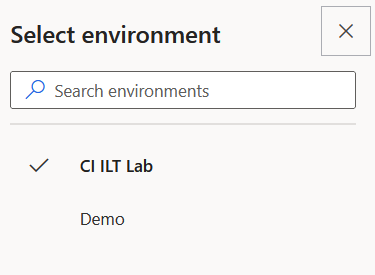 Select environment
Search environments
CI ILT Lab
Demo